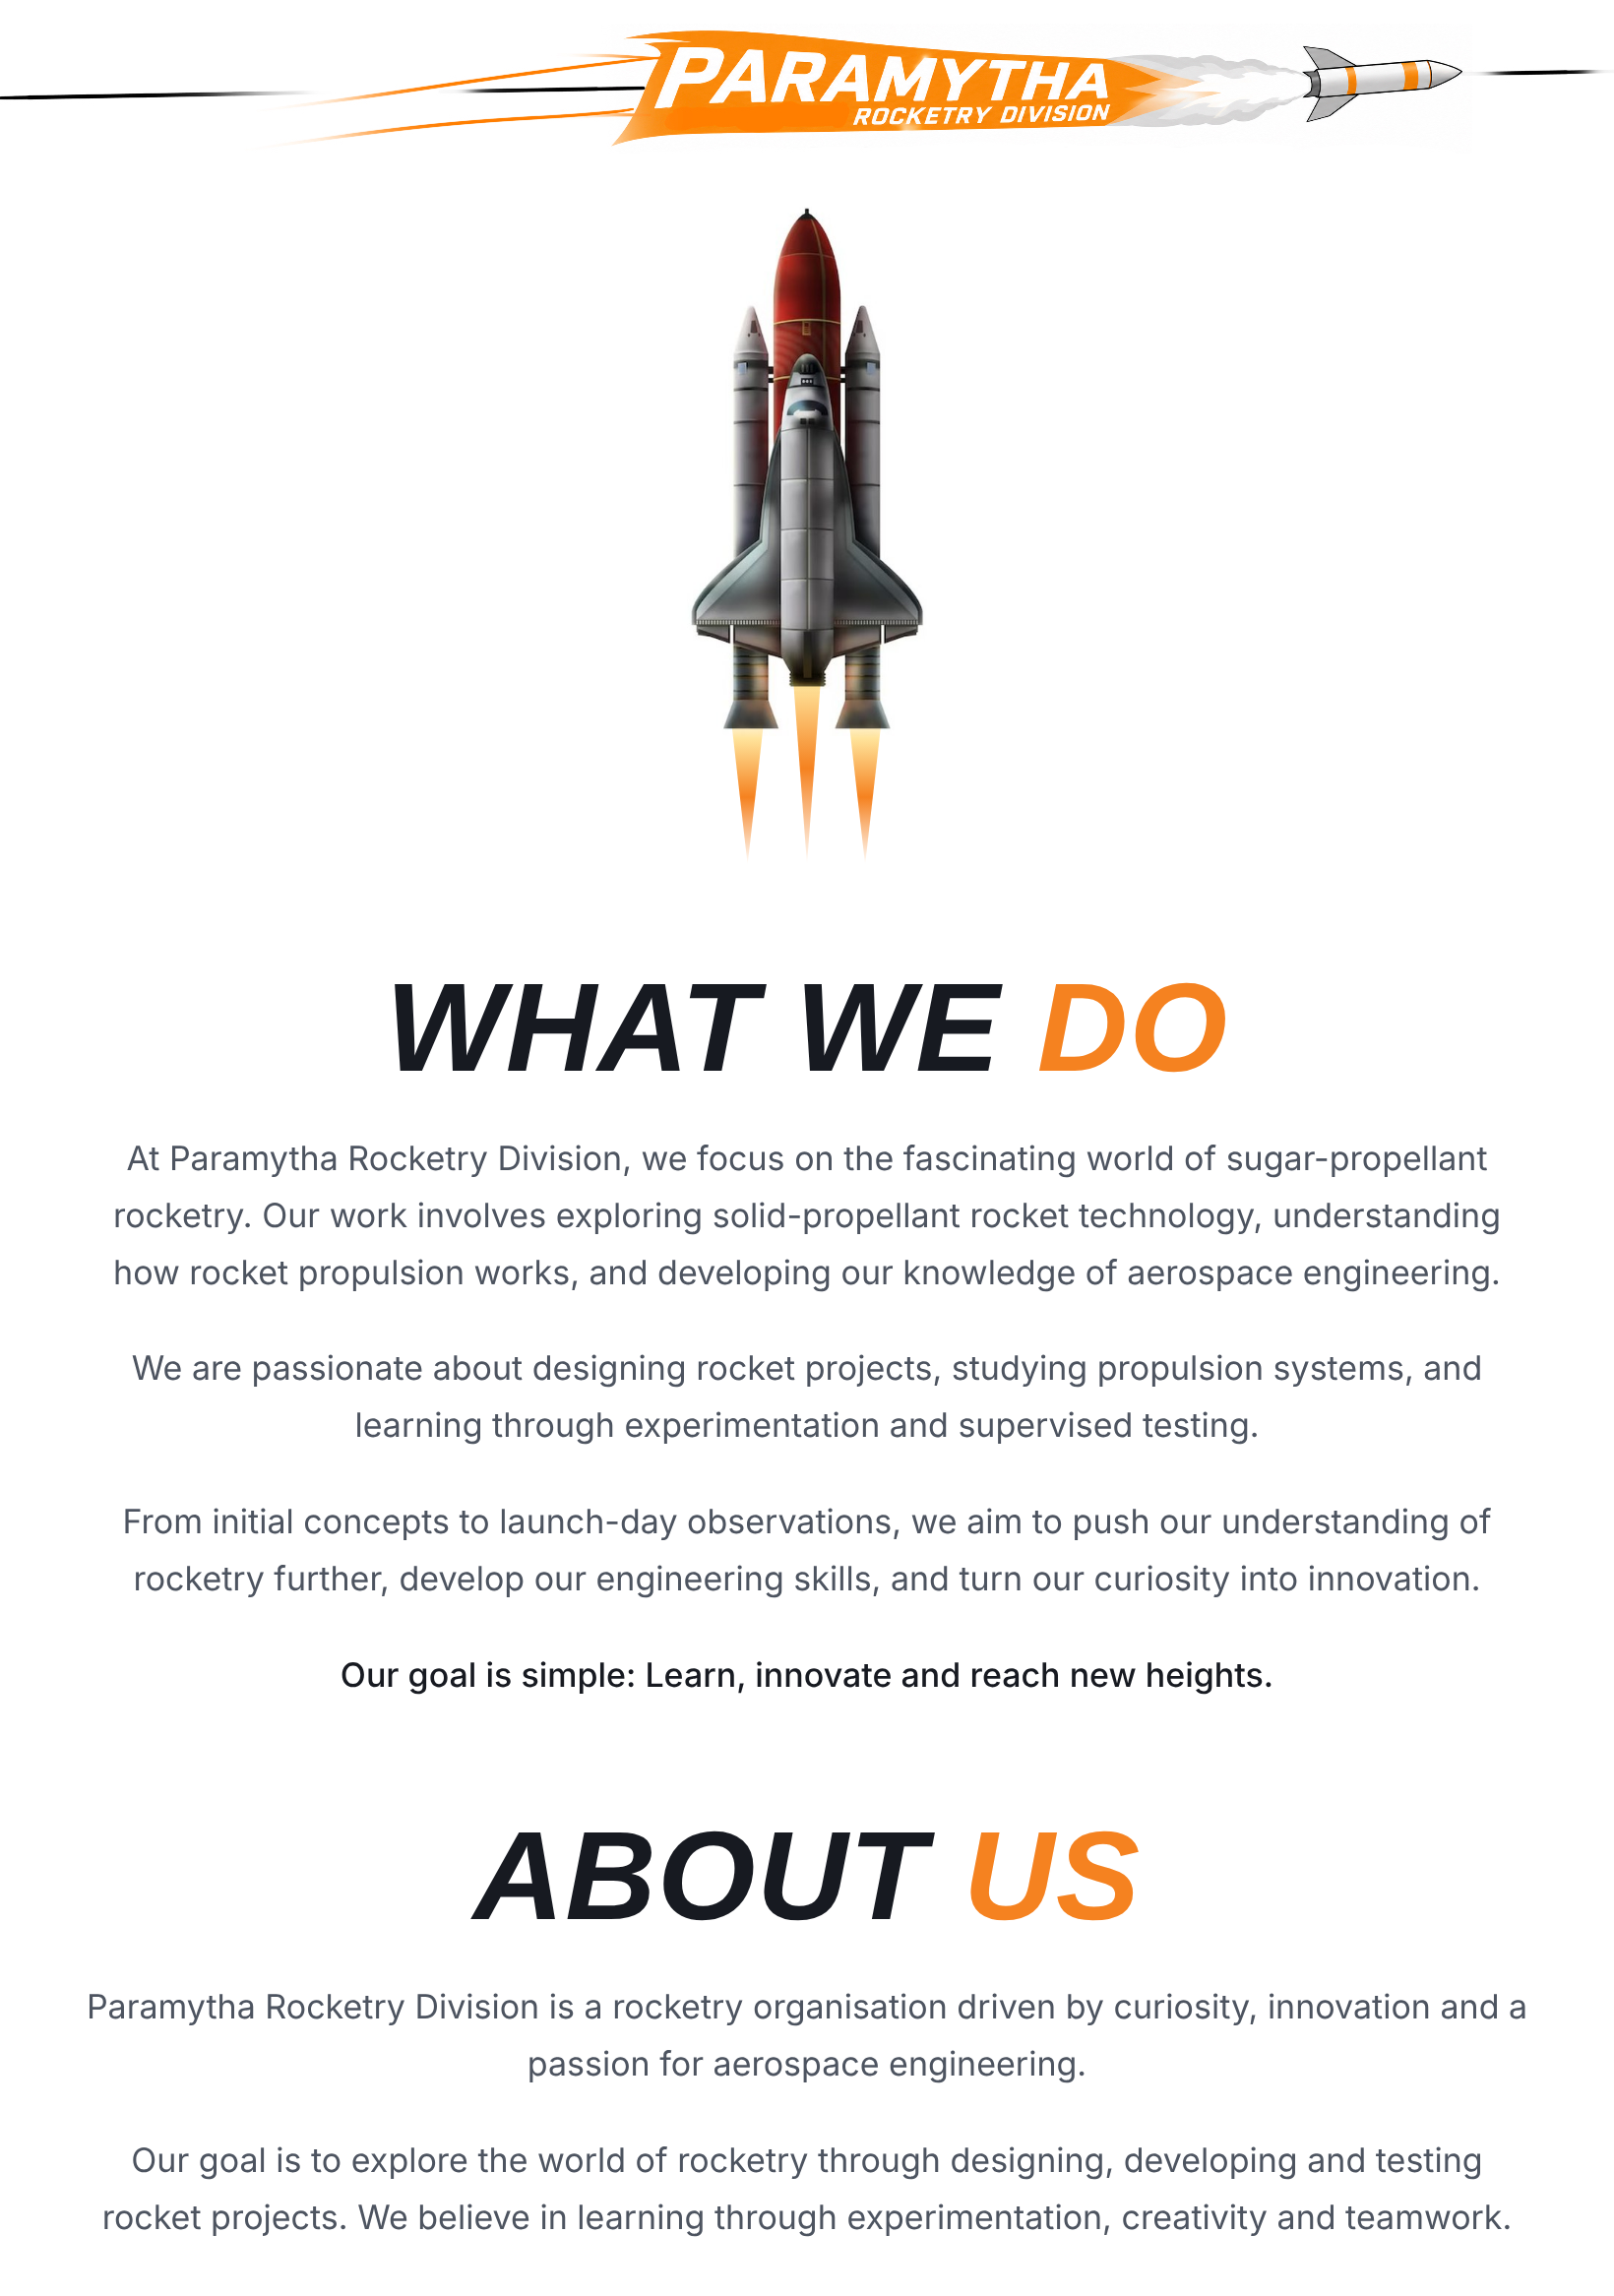 PARAMYTHA
ROCKETRY DIVISION
WHAT WE DO
At Paramytha Rocketry Division, we focus on the fascinating world of sugar-propellant
rocketry. Our work involves exploring solid-propellant rocket technology, understanding
how rocket propulsion works, and developing our knowledge of aerospace engineering.
We are passionate about designing rocket projects, studying propulsion systems, and
learning through experimentation and supervised testing.
From initial concepts to launch-day observations, we aim to push our understanding of
rocketry further, develop our engineering skills, and turn our curiosity into innovation.
Our goal is simple: Learn, innovate and reach new heights.
ABOUT US
Paramytha Rocketry Division is a rocketry organisation driven by curiosity, innovation and a
passion for aerospace engineering.
Our goal is to explore the world of rocketry through designing, developing and testing
rocket projects. We believe in learning through experimentation, creativity and teamwork.